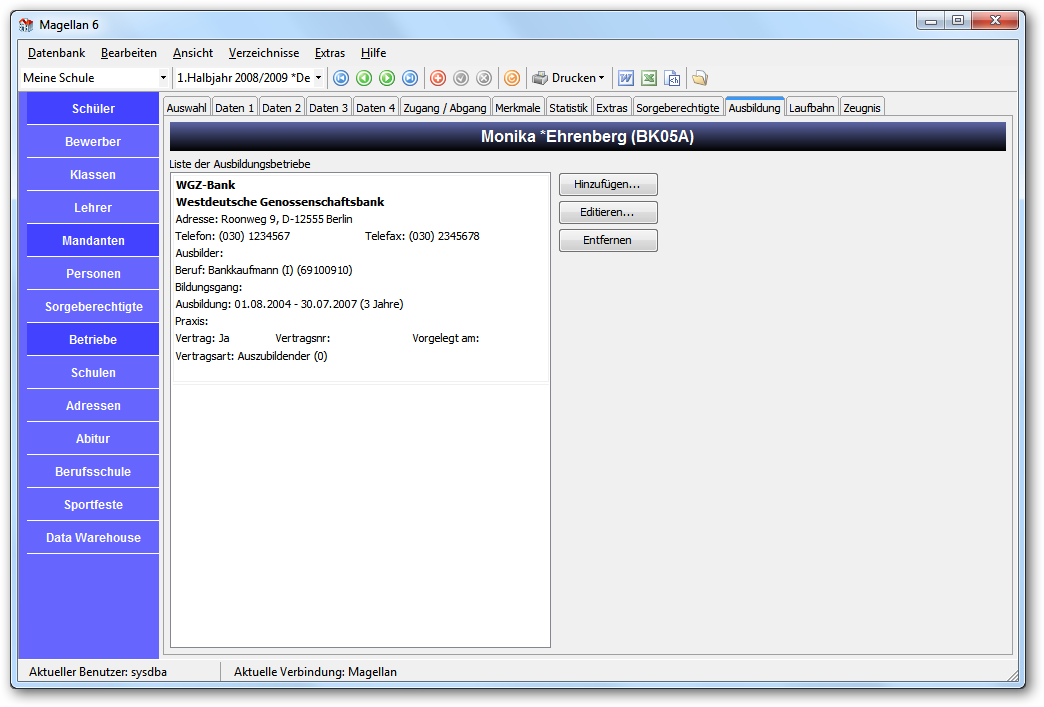 Magellan 6
Datenbank Bearbeiten Ansicht Verzeichnisse Extras Hilfe
Meine Schule 1.Halbjahr 2008/2009 *De Drucken
Schüler
Bewerber
Klassen
Lehrer
Mandanten
Personen
Sorgeberechtigte
Betriebe
Schulen
Adressen
Abitur
Berufsschule
Sportfeste
Data Warehouse
Auswahl Daten 1 Daten 2 Daten 3 Daten 4 Zugang / Abgang Merkmale Statistik Extras Sorgeberechtigte Ausbildung Laufbahn Zeugnis
Monika *Ehrenberg (BK05A)
Liste der Ausbildungsbetriebe
WGZ-Bank
Westdeutsche Genossenschaftsbank
Adresse: Roonweg 9, D-12555 Berlin
Telefon: (030) 1234567 Telefax: (030) 2345678
Ausbilder:
Beruf: Bankkaufmann (I) (69100910)
Bildungsgang:
Ausbildung: 01.08.2004 - 30.07.2007 (3 Jahre)
Praxis:
Vertrag: Ja Vertragsnr: Vorgelegt am:
Vertragsart: Auszubildender (0)
Hinzufügen...
Editieren...
Entfernen
Aktueller Benutzer: sysdba Aktuelle Verbindung: Magellan